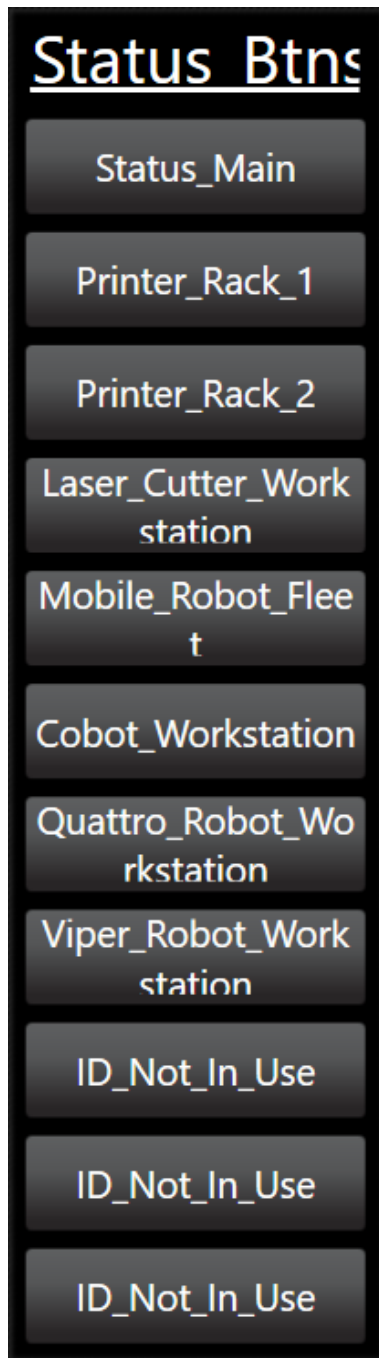 Status_Btns
Status_Main
Printer_Rack_1
Printer_Rack_2
Laser_Cutter_Work
station
Mobile_Robot_Flee
t
Cobot_Workstation
Quattro_Robot_Wo
rkstation
Viper_Robot_Work
station
ID_Not_In_Use
ID_Not_In_Use
ID_Not_In_Use